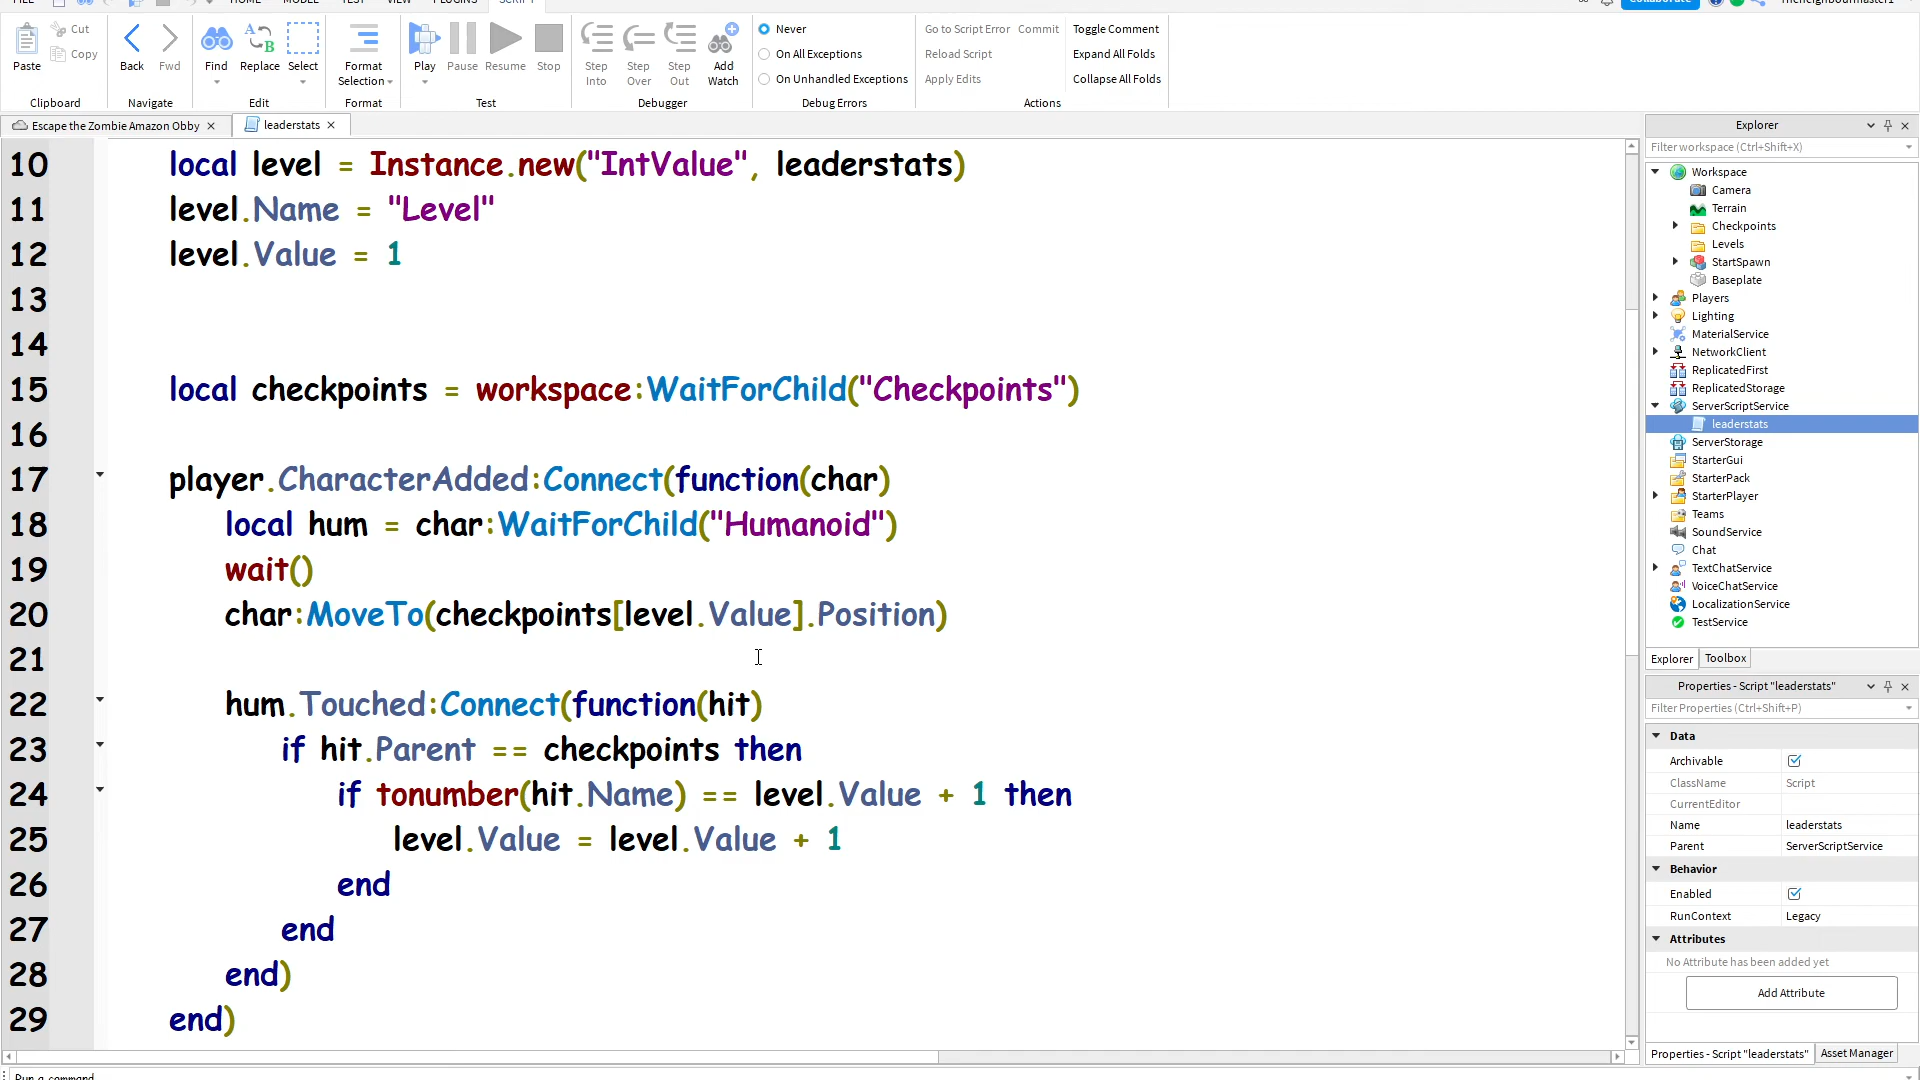 Cut
Copy
Paste
Clipboard
Back
Fwd
Navigate
Find
Replace
Select
Edit
Format
Selection
Format
Play
Pause
Resume
Stop
Test
Step
Into
Step
Over
Step
Out
Add
Watch
Debugger
Never
On All Exceptions
On Unhandled Exceptions
Debug Errors
Go to Script Error
Commit
Reload Script
Apply Edits
Toggle Comment
Expand All Folds
Collapse All Folds
Actions
Escape the Zombie Amazon Obby
leaderstats
10 local level = Instance.new("IntValue", leaderstats)
11 level.Name = "Level"
12 level.Value = 1
13
14
15 local checkpoints = workspace:WaitForChild("Checkpoints")
16
17 player.CharacterAdded:Connect(function(char)
18 local hum = char:WaitForChild("Humanoid")
19 wait()
20 char:MoveTo(checkpoints[level.Value].Position)
21
22 hum.Touched:Connect(function(hit)
23 if hit.Parent == checkpoints then
24 if tonumber(hit.Name) == level.Value + 1 then
25 level.Value = level.Value + 1
26 end
27 end
28 end)
29 end)
Explorer
Filter workspace (Ctrl+Shift+X)
Workspace
Camera
Terrain
Checkpoints
Levels
StartSpawn
Baseplate
Players
Lighting
MaterialService
NetworkClient
ReplicatedFirst
ReplicatedStorage
ServerScriptService
leaderstats
ServerStorage
StarterGui
StarterPack
StarterPlayer
Teams
SoundService
Chat
TextChatService
VoiceChatService
LocalizationService
TestService
Explorer
Toolbox
Properties - Script "leaderstats"
Filter Properties (Ctrl+Shift+P)
Data
Archivable
ClassName Script
CurrentEditor
Name leaderstats
Parent ServerScriptService
Behavior
Enabled
RunContext Legacy
Attributes
No Attribute has been added yet
Add Attribute
Properties - Script "leaderstats"
Asset Manager
Run a command